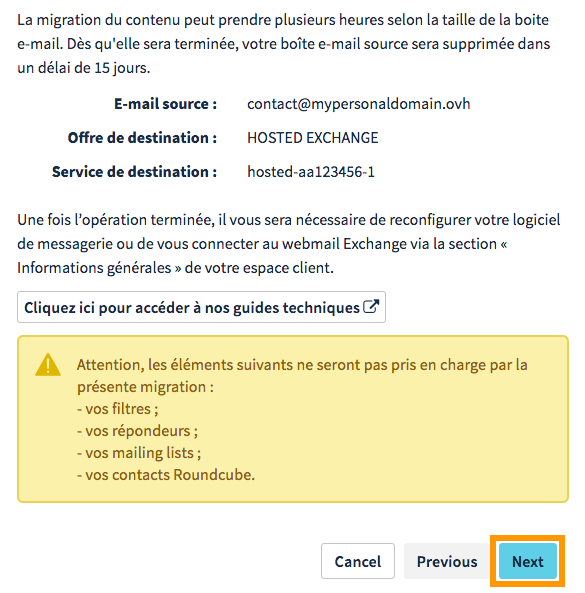 La migration du contenu peut prendre plusieurs heures selon la taille de la boite
e-mail. Dès qu'elle sera terminée, votre boîte e-mail source sera supprimée dans
un délai de 15 jours.
E-mail source : contact@mypersonaldomain.ovh
Offre de destination : HOSTED EXCHANGE
Service de destination : hosted-aa123456-1
Une fois l’opération terminée, il vous sera nécessaire de reconfigurer votre logiciel
de messagerie ou de vous connecter au webmail Exchange via la section «
Informations générales » de votre espace client.
Cliquez ici pour accéder à nos guides techniques
Attention, les éléments suivants ne seront pas pris en charge par la
présente migration :
- vos filtres ;
- vos répondeurs ;
- vos mailing lists ;
- vos contacts Roundcube.
Cancel Previous Next